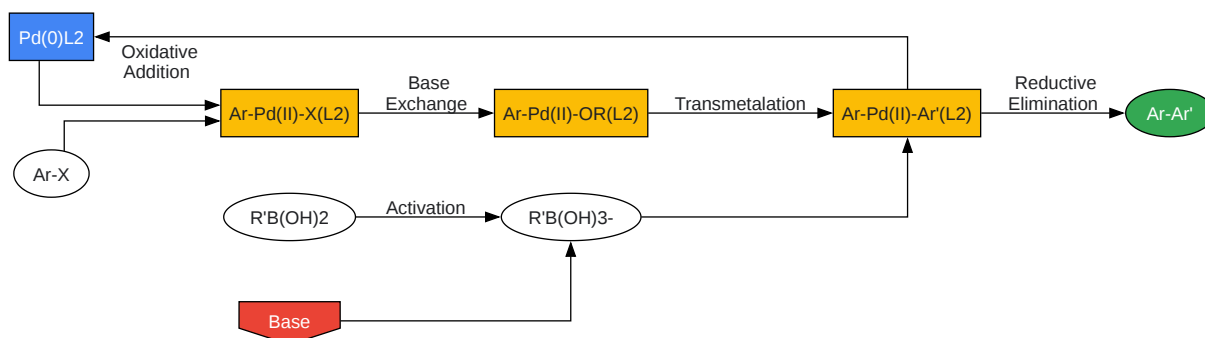 Pd(0)L2
Oxidative
Addition
Base
Exchange
Reductive
Elimination
Ar-Pd(II)-X(L2)
Ar-Pd(II)-OR(L2)
Transmetalation
Ar-Pd(II)-Ar'(L2)
Ar-Ar'
Ar-X
R'B(OH)2
Activation
R'B(OH)3-
Base